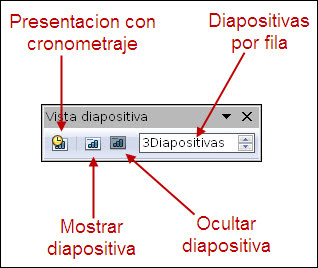 Presentacion con
cronometraje
Diapositivas
por fila
Vista diapositiva
3Diapositivas
Mostrar
diapositiva
Ocultar
diapositiva